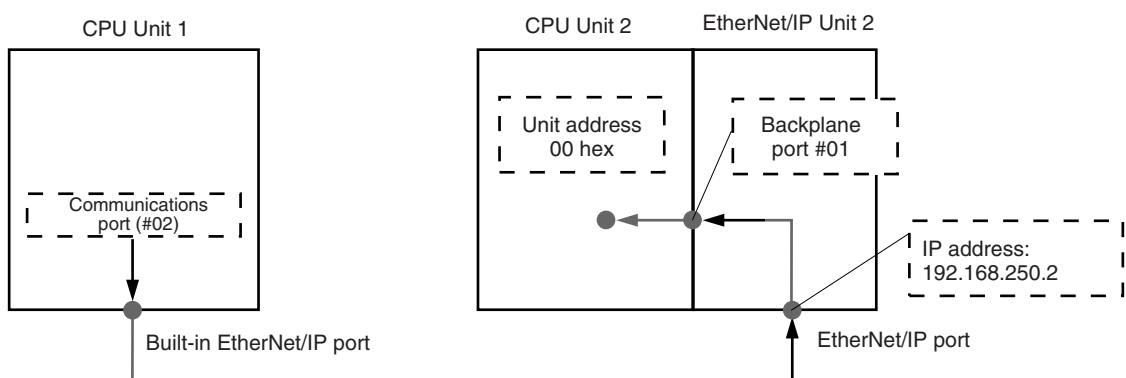 CPU Unit 1
CPU Unit 2
EtherNet/IP Unit 2
Unit address
00 hex
Backplane
port #01
Communications
port (#02)
IP address:
192.168.250.2
Built-in EtherNet/IP port
EtherNet/IP port